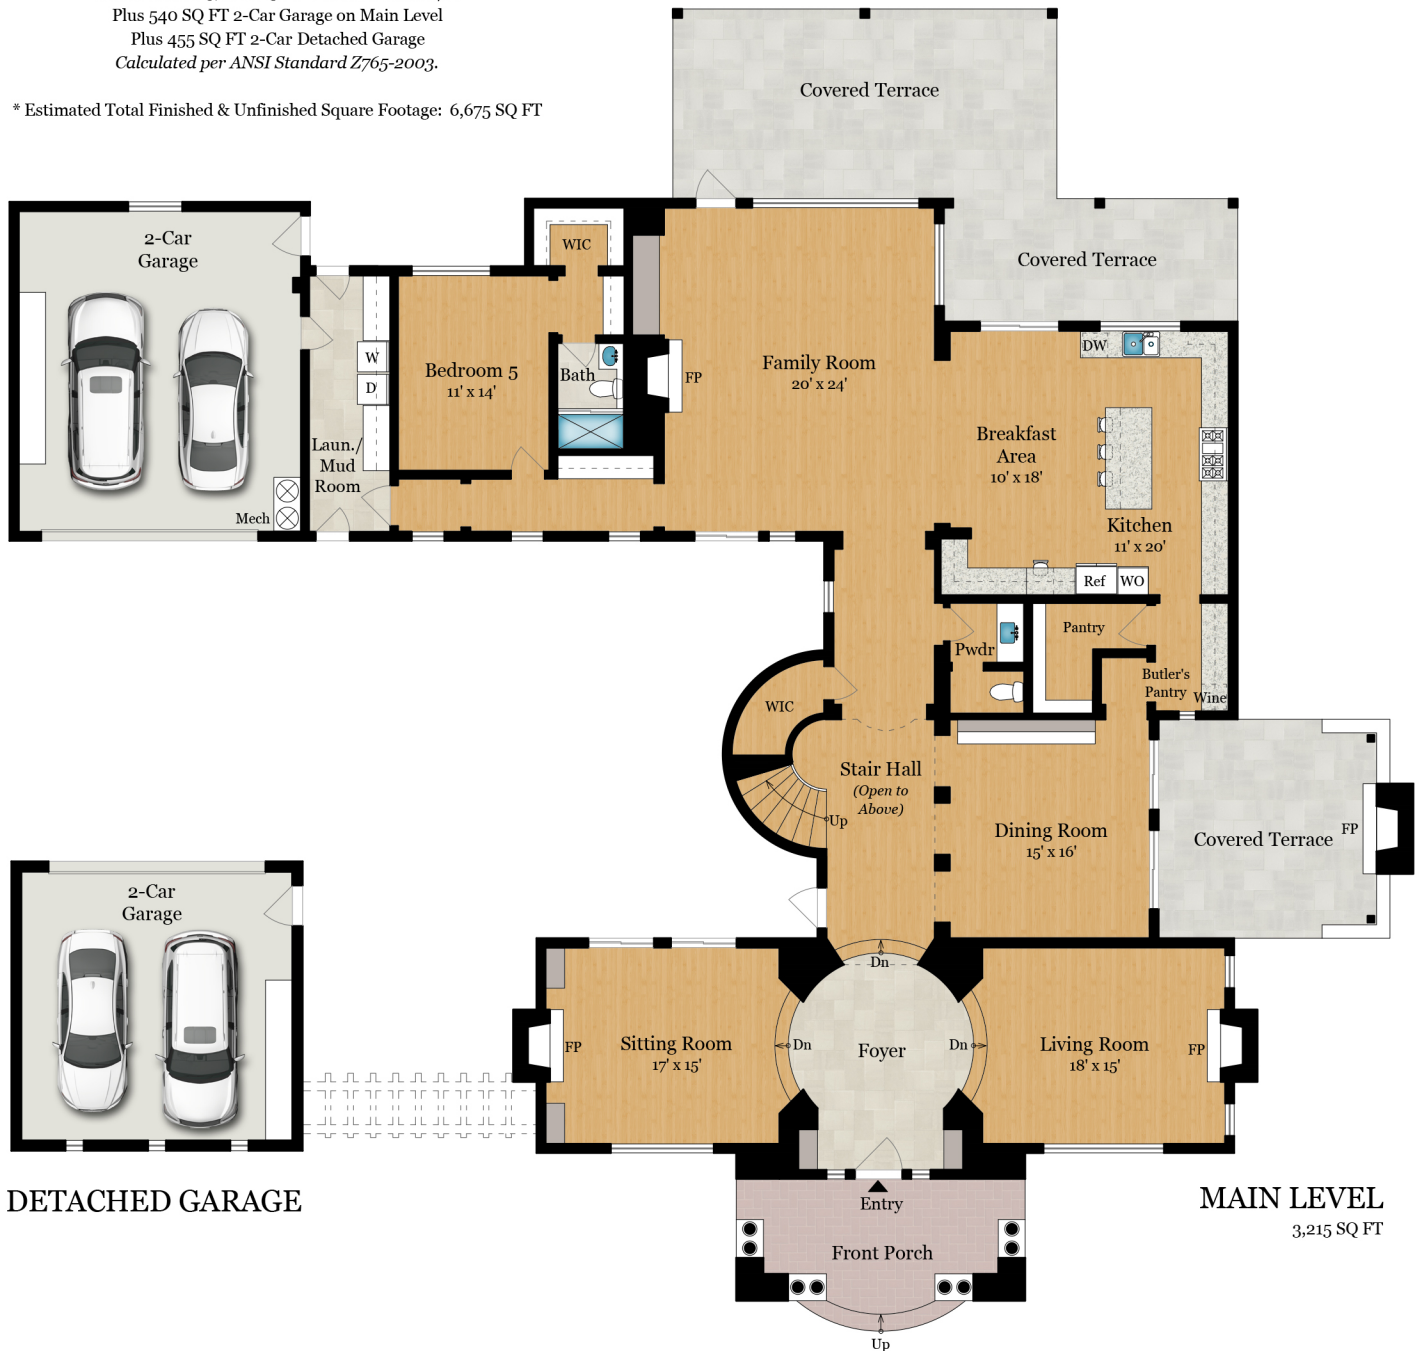 Plus 540 SQ FT 2-Car Garage on Main Level
Plus 455 SQ FT 2-Car Detached Garage
Calculated per ANSI Standard Z765-2003.
* Estimated Total Finished & Unfinished Square Footage: 6,675 SQ FT
Covered Terrace
2-Car
Garage
WIC
Covered Terrace
DW
W
D
Bedroom 5
11' x 14'
Bath
FP
Family Room
20' x 24'
Breakfast
Area
10' x 18'
Laun./
Mud
Room
Mech
Kitchen
11' x 20'
Ref
WO
Pwdr
Pantry
Butler's
Pantry
Wine
WIC
Stair Hall
(Open to
Above)
Up
Dining Room
15' x 16'
Covered Terrace
FP
2-Car
Garage
Dn
FP
Sitting Room
17' x 15'
Dn
Foyer
Dn
Living Room
18' x 15'
FP
DETACHED GARAGE
MAIN LEVEL
3,215 SQ FT
Entry
Front Porch
Up